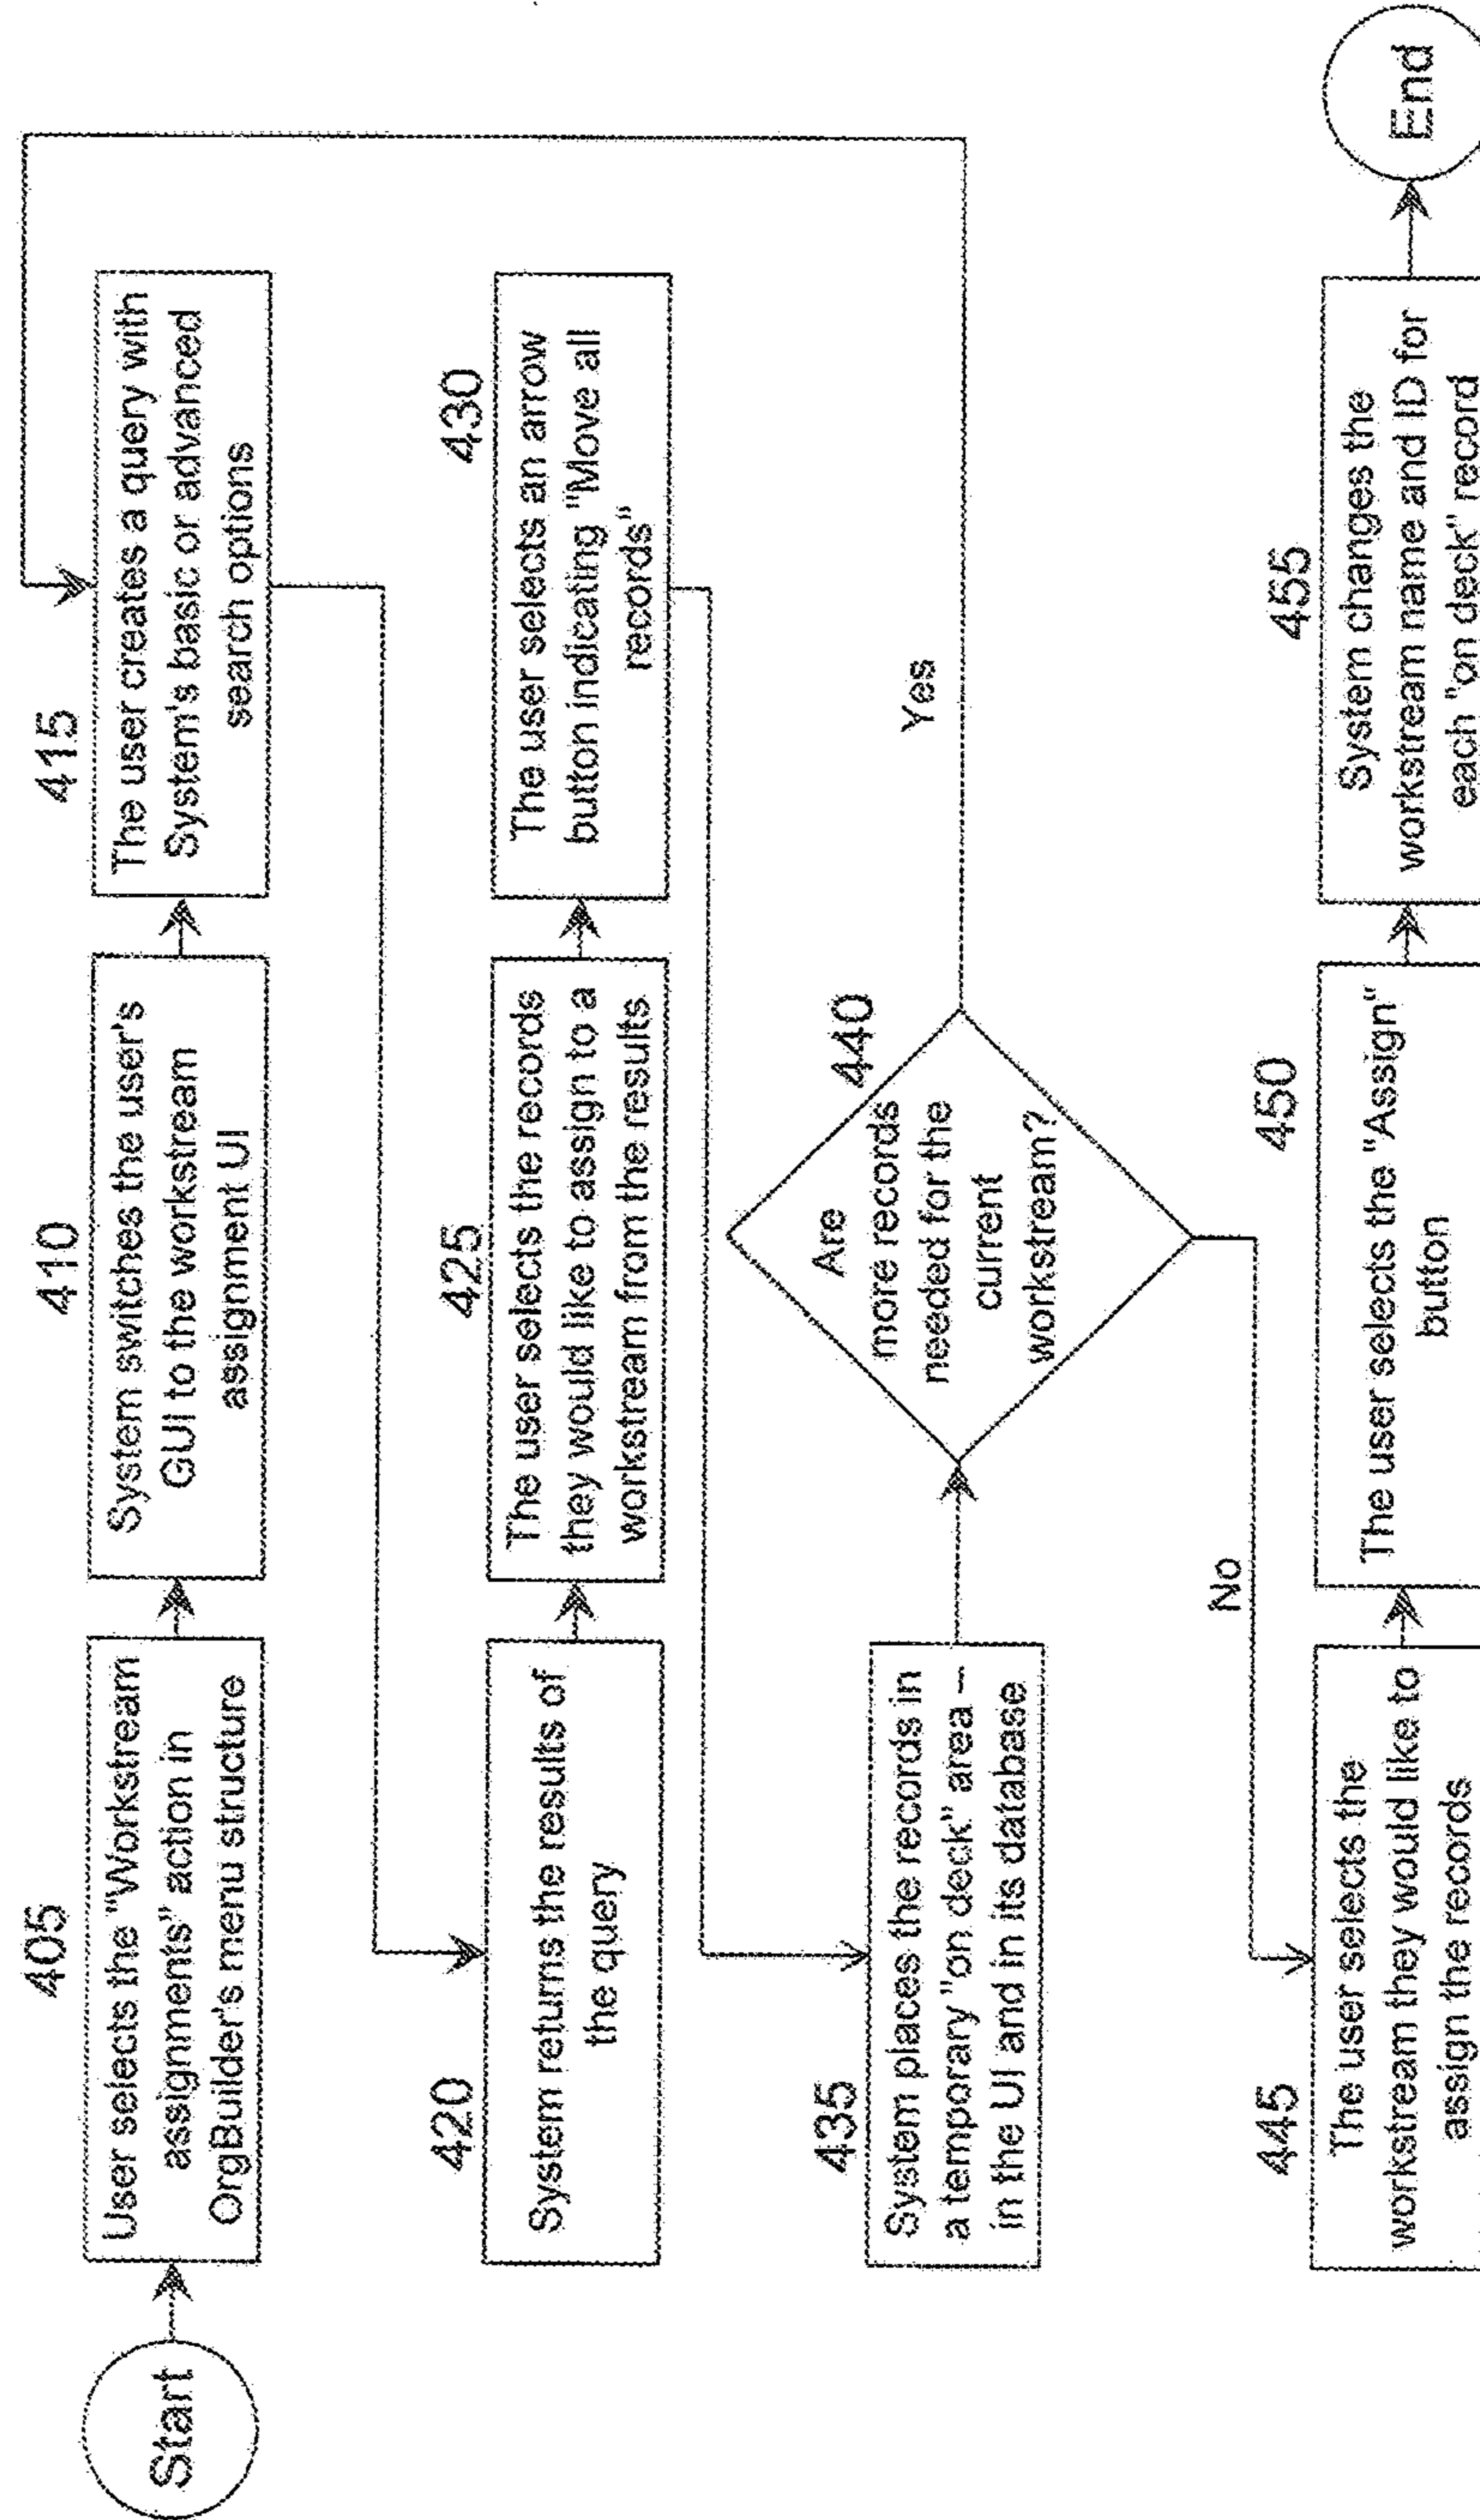 Start
405
User selects the "Workstream
assignments" action in
OrgBuilder's menu structure
410
System switches the user's
GUI to the workstream
assignment UI
415
The user creates a query with
System's basic or advanced
search options
420
System returns the results of
the query
425
The user selects the records
they would like to assign to a
workstream from the results
430
The user selects an arrow
button indicating "Move all
records"
435
System places the records in
a temporary "on deck" area –
in the UI and in its database
440
Are
more records
needed for the
current
workstream?
Yes
No
445
The user selects the
workstream they would like to
assign the records
450
The user selects the "Assign"
button
455
System changes the
workstream name and ID for
each "on deck" record
End